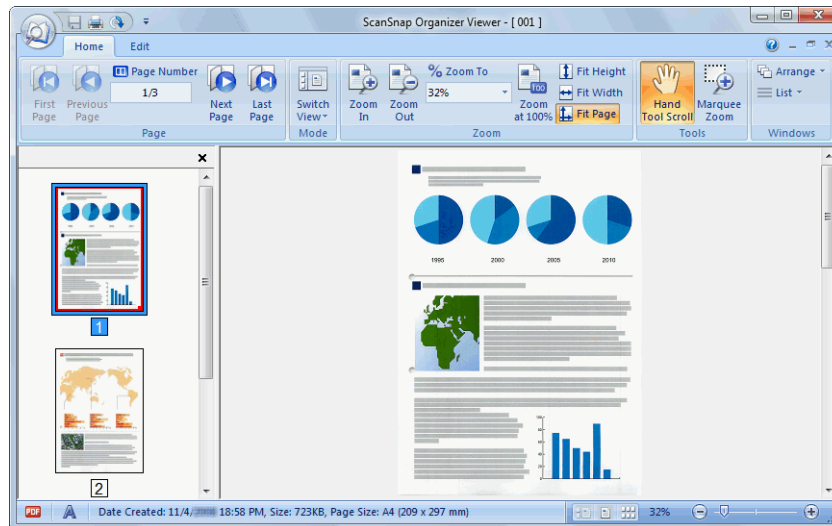 ScanSnap Organizer Viewer - [ 001 ]
Home Edit
First Page
Previous Page
Page Number
1/3
Next Page
Last Page
Page
Switch View
Mode
Zoom In
Zoom Out
% Zoom To
32%
Zoom at 100%
Fit Height
Fit Width
Fit Page
Zoom
Hand Tool Scroll
Marquee Zoom
Tools
Arrange
List
Windows
1
2
1995 2000 2005 2010
PDF
Date Created: 11/4/ 18:58 PM, Size: 723KB, Page Size: A4 (209 x 297 mm)
32%